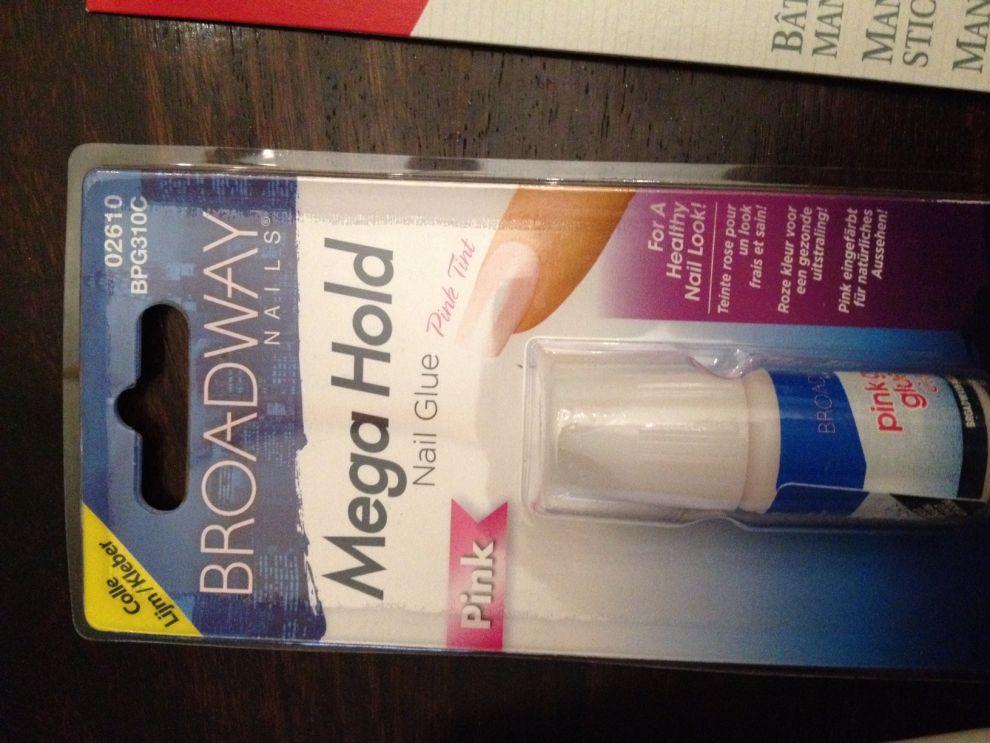 02610
BPG310C
BROADWAY
NAILS®
Mega Hold
Nail Glue
Pink Tint
Pink
Colle
Lijm/Kleber
For A
Healthy
Nail Look!
Teinte rose pour
un look
frais et sain!
Roze kleur voor
een gezonde
uitstraling!
Pink eingefärbt
für natürliches
Aussehen!
BROAD
pink g
glue
BÂT
MAN
MAN
STIC
MAN